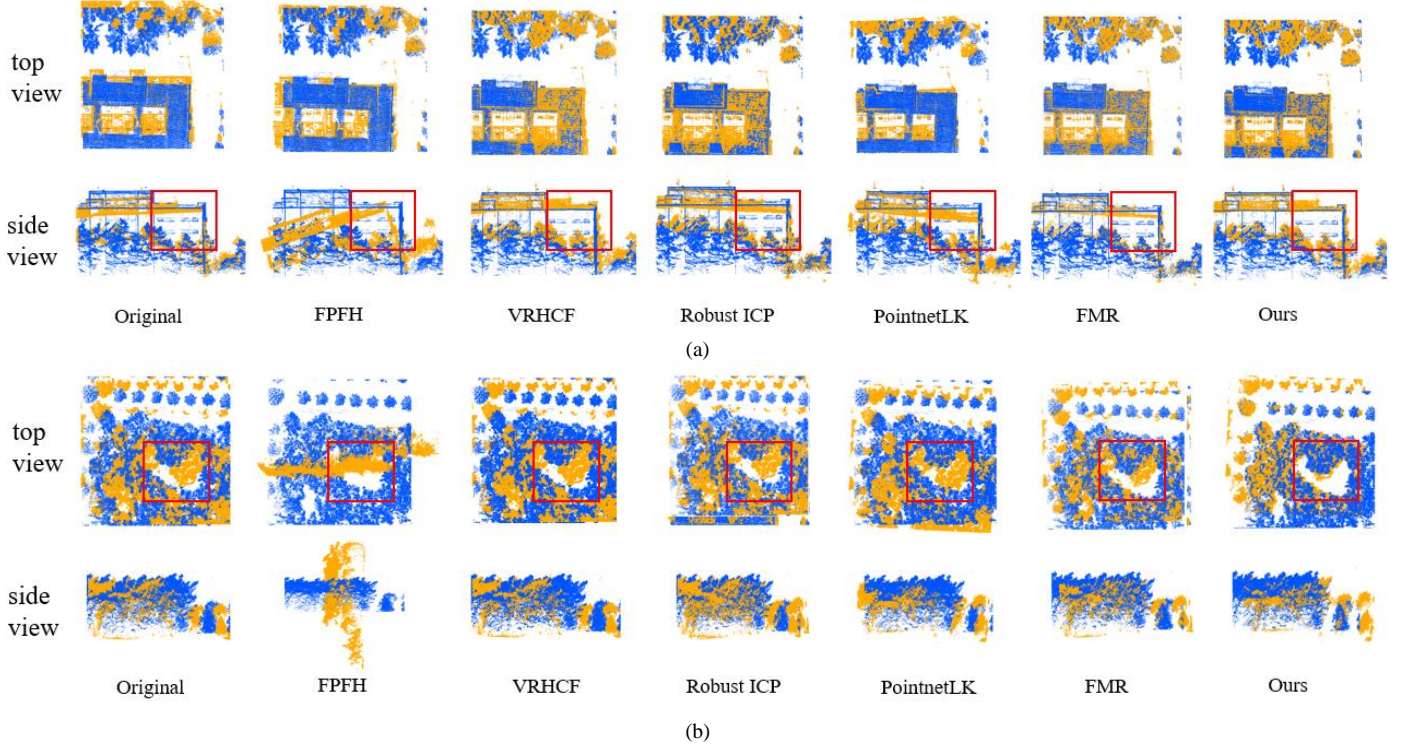 top
view
side
view
Original FPFH VRHCF Robust ICP PointnetLK FMR Ours
(a)
top
view
side
view
Original FPFH VRHCF Robust ICP PointnetLK FMR Ours
(b)